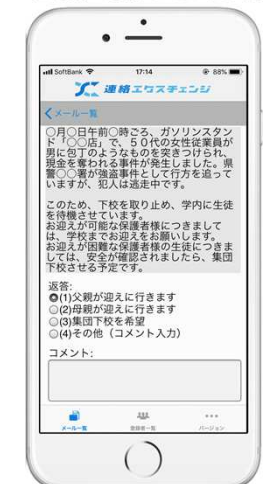 SoftBank 17:14 88%
連絡エクスチェンジ
メール一覧
○月○日午前○時ごろ、ガソリンスタン
ド「○○店」で、５０代の女性従業員が
男に包丁のようなものを突きつけられ、
現金を奪われる事件が発生しました。県
警○○署が強盗事件として行方を追って
いますが、犯人は逃走中です。
このため、下校を取り止め、学内に生徒
を待機させています。
お迎えが可能な保護者様につきまして
は、学校までお迎えをお願いします。
お迎えが困難な保護者様の生徒につきま
しては、安全が確認されましたら、集団
下校させる予定です。
返答:
(1)父親が迎えに行きます
(2)母親が迎えに行きます
(3)集団下校を希望
(4)その他（コメント入力）
コメント:
メール一覧 登録者一覧 バージョン